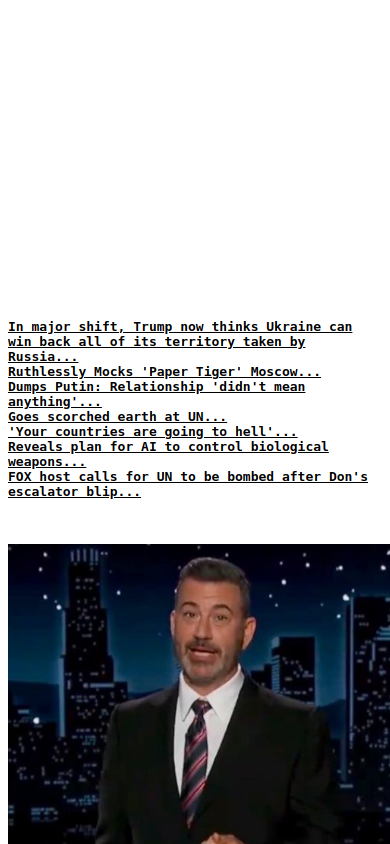 In major shift, Trump now thinks Ukraine can
win back all of its territory taken by
Russia...
Ruthlessly Mocks 'Paper Tiger' Moscow...
Dumps Putin: Relationship 'didn't mean
anything'...
Goes scorched earth at UN...
'Your countries are going to hell'...
Reveals plan for AI to control biological
weapons...
FOX host calls for UN to be bombed after Don's
escalator blip...